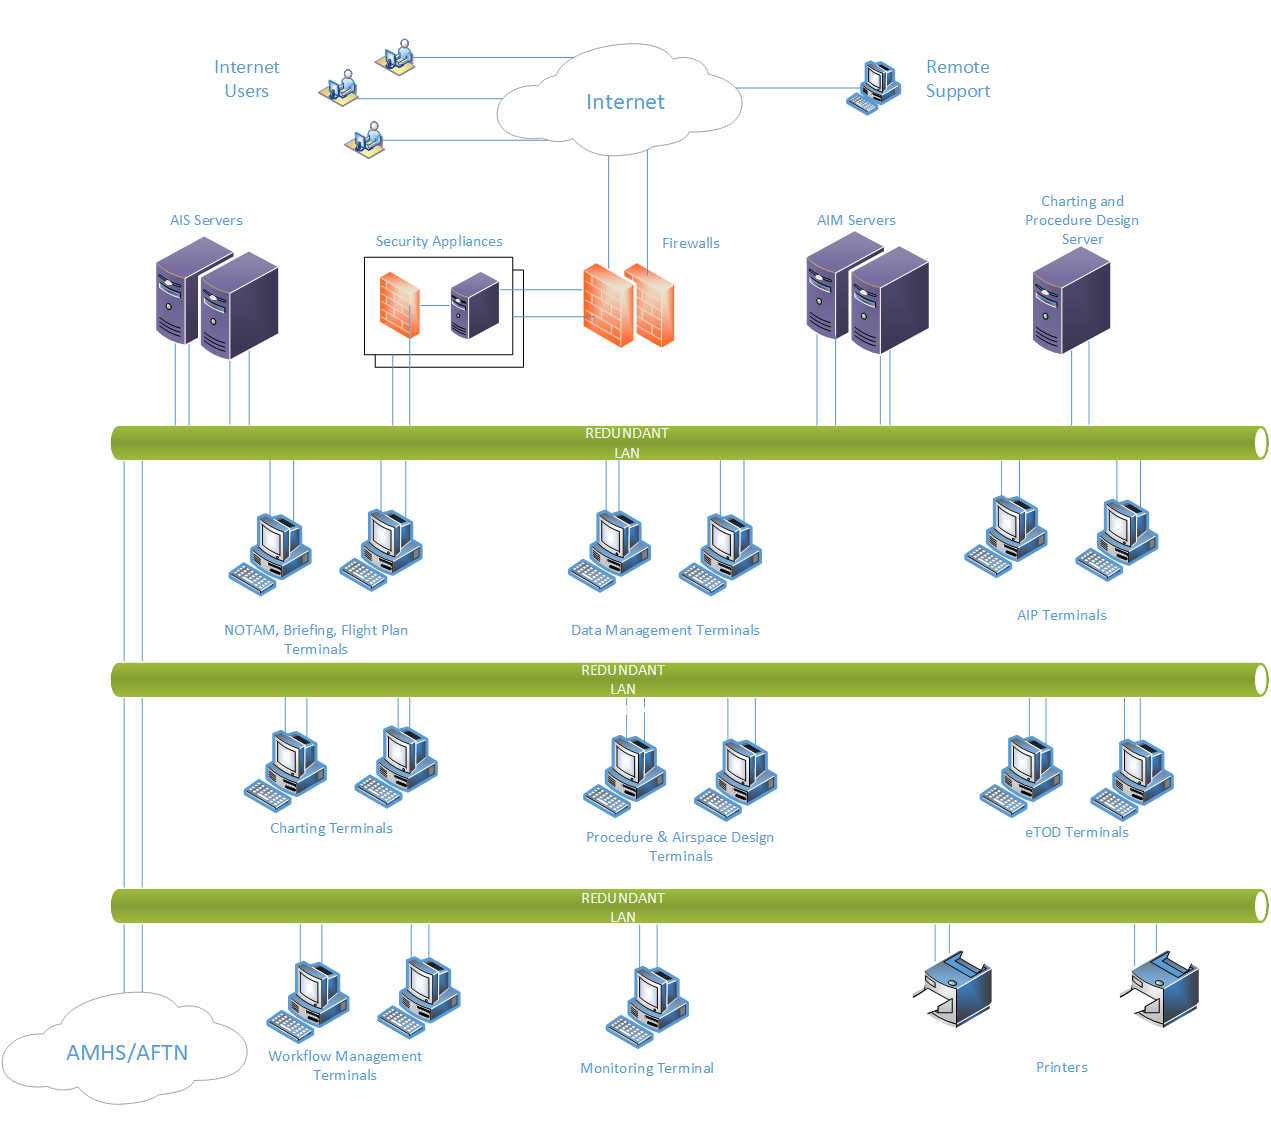 Internet
Users
Internet
Remote
Support
AIS Servers
Security Appliances
Firewalls
AIM Servers
Charting and
Procedure Design
Server
REDUNDANT
LAN
NOTAM, Briefing, Flight Plan
Terminals
Data Management Terminals
AIP Terminals
REDUNDANT
LAN
Charting Terminals
Procedure & Airspace Design
Terminals
eTOD Terminals
REDUNDANT
LAN
AMHS/AFTN
Workflow Management
Terminals
Monitoring Terminal
Printers